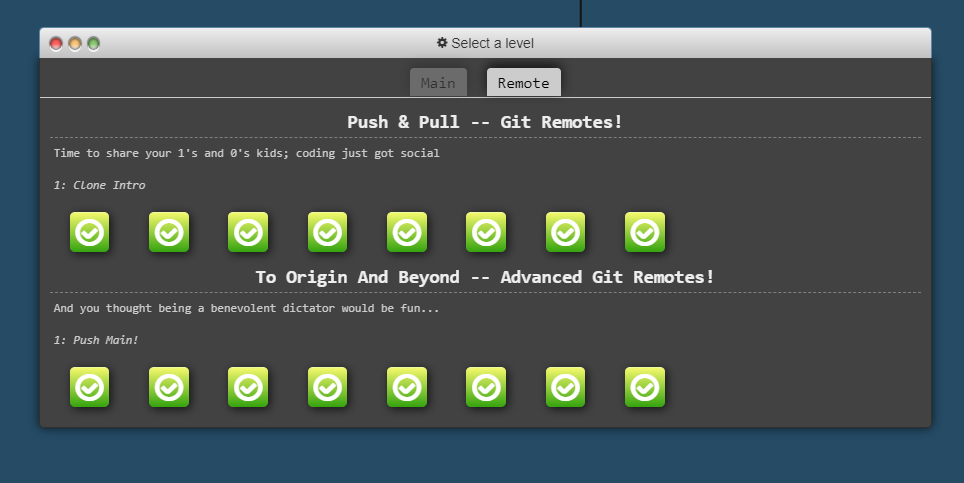 Select a level
Main Remote
Push & Pull -- Git Remotes!
Time to share your 1's and 0's kids; coding just got social
1: Clone Intro
To Origin And Beyond -- Advanced Git Remotes!
And you thought being a benevolent dictator would be fun...
1: Push Main!